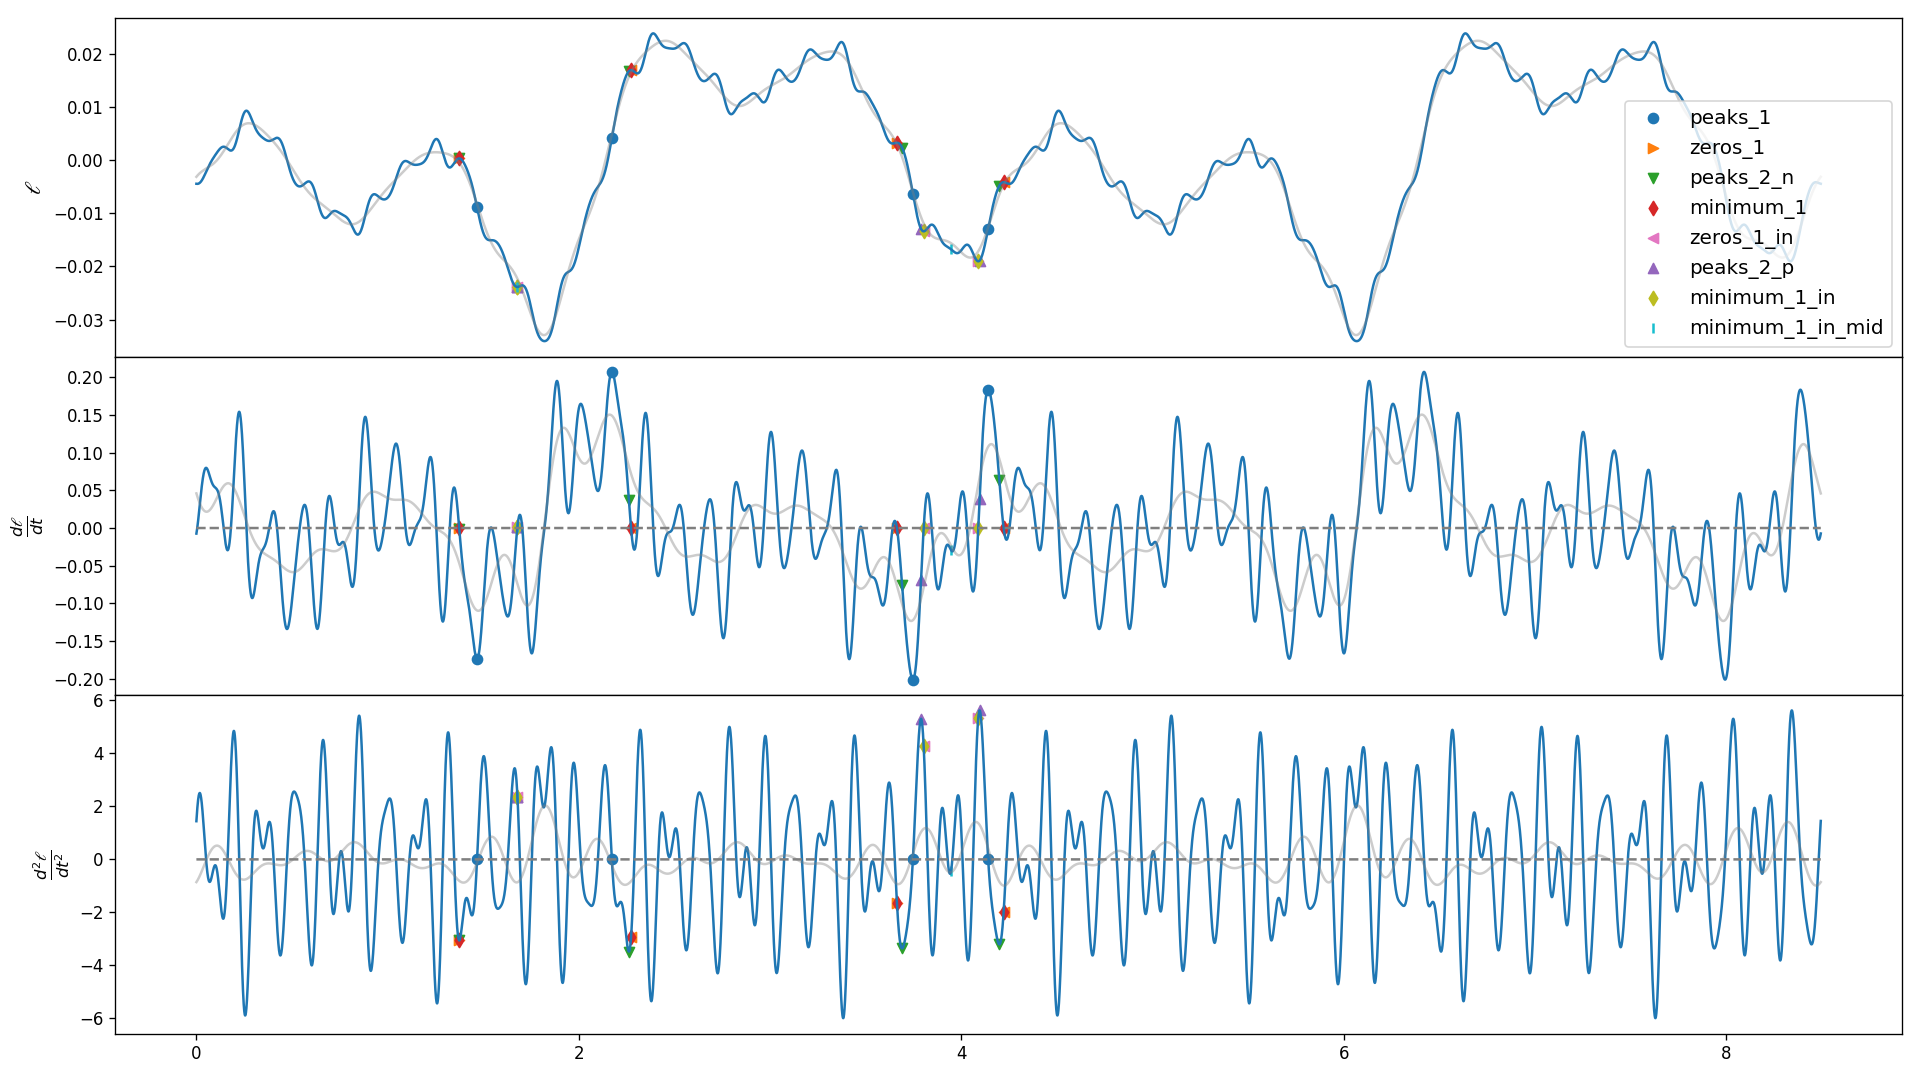 0.02
0.01
0.00
−0.01
−0.02
−0.03
ℓ
peaks_1
zeros_1
peaks_2_n
minimum_1
zeros_1_in
peaks_2_p
minimum_1_in
minimum_1_in_mid
0.20
0.15
0.10
0.05
0.00
−0.05
−0.10
−0.15
−0.20
dℓ
dt
6
4
2
0
−2
−4
−6
d²ℓ
dt²
0 2 4 6 8